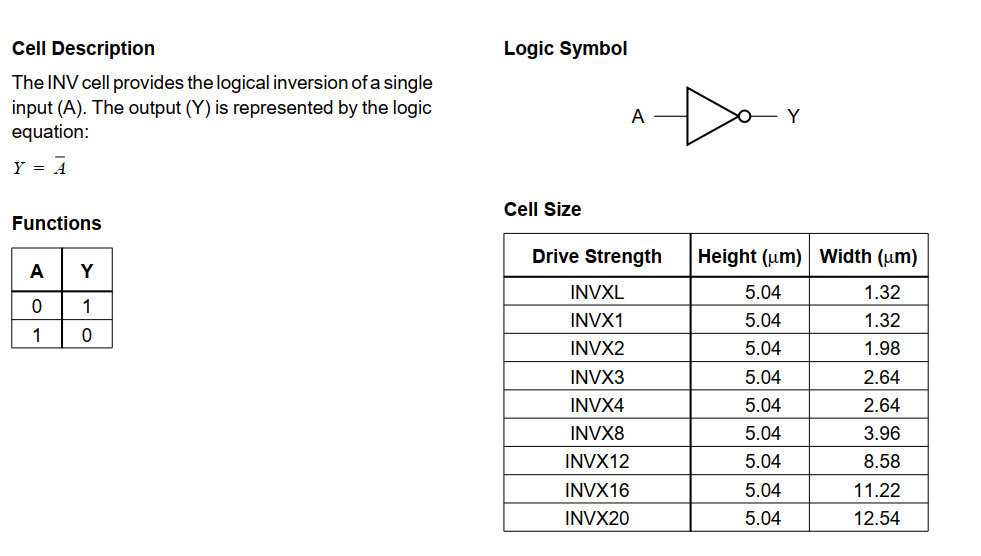 Cell Description
The INV cell provides the logical inversion of a single
input (A). The output (Y) is represented by the logic
equation:
Y = A̅
Functions
A Y
0 1
1 0
Logic Symbol
A Y
Cell Size
Drive Strength Height (μm) Width (μm)
INVXL 5.04 1.32
INVX1 5.04 1.32
INVX2 5.04 1.98
INVX3 5.04 2.64
INVX4 5.04 2.64
INVX8 5.04 3.96
INVX12 5.04 8.58
INVX16 5.04 11.22
INVX20 5.04 12.54